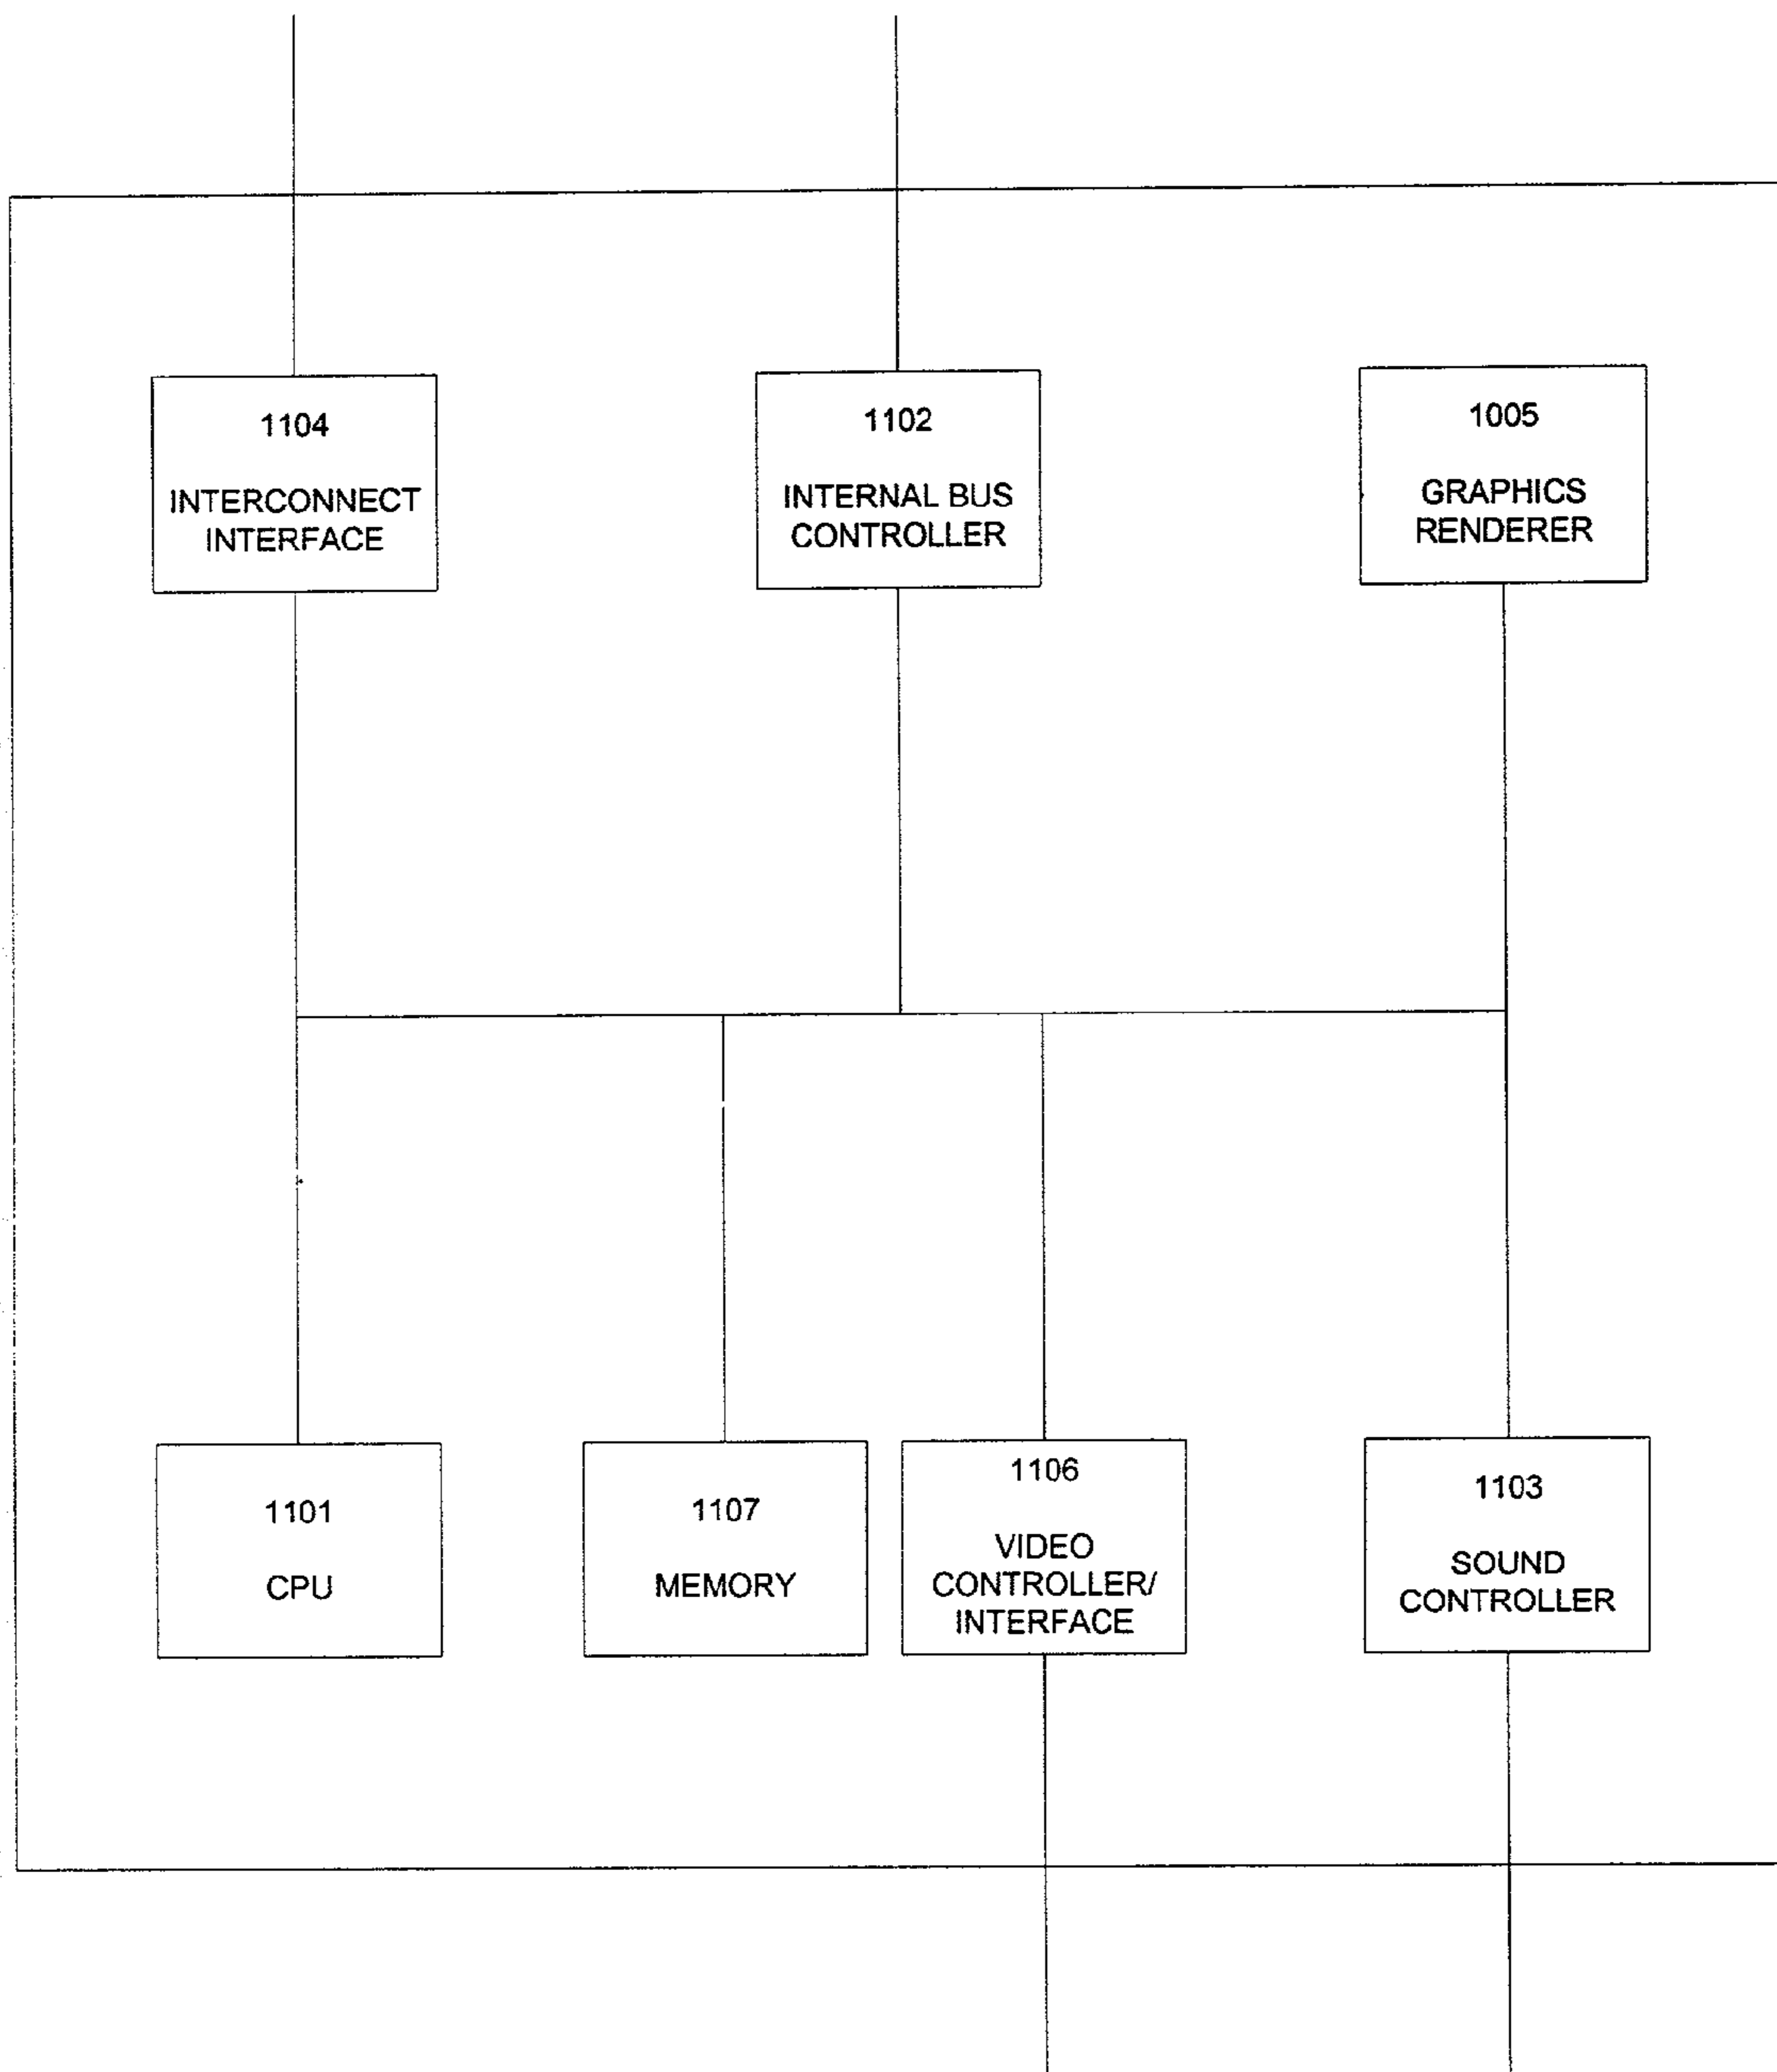 1104
INTERCONNECT
INTERFACE
1102
INTERNAL BUS
CONTROLLER
1005
GRAPHICS
RENDERER
1101
CPU
1107
MEMORY
1106
VIDEO
CONTROLLER/
INTERFACE
1103
SOUND
CONTROLLER